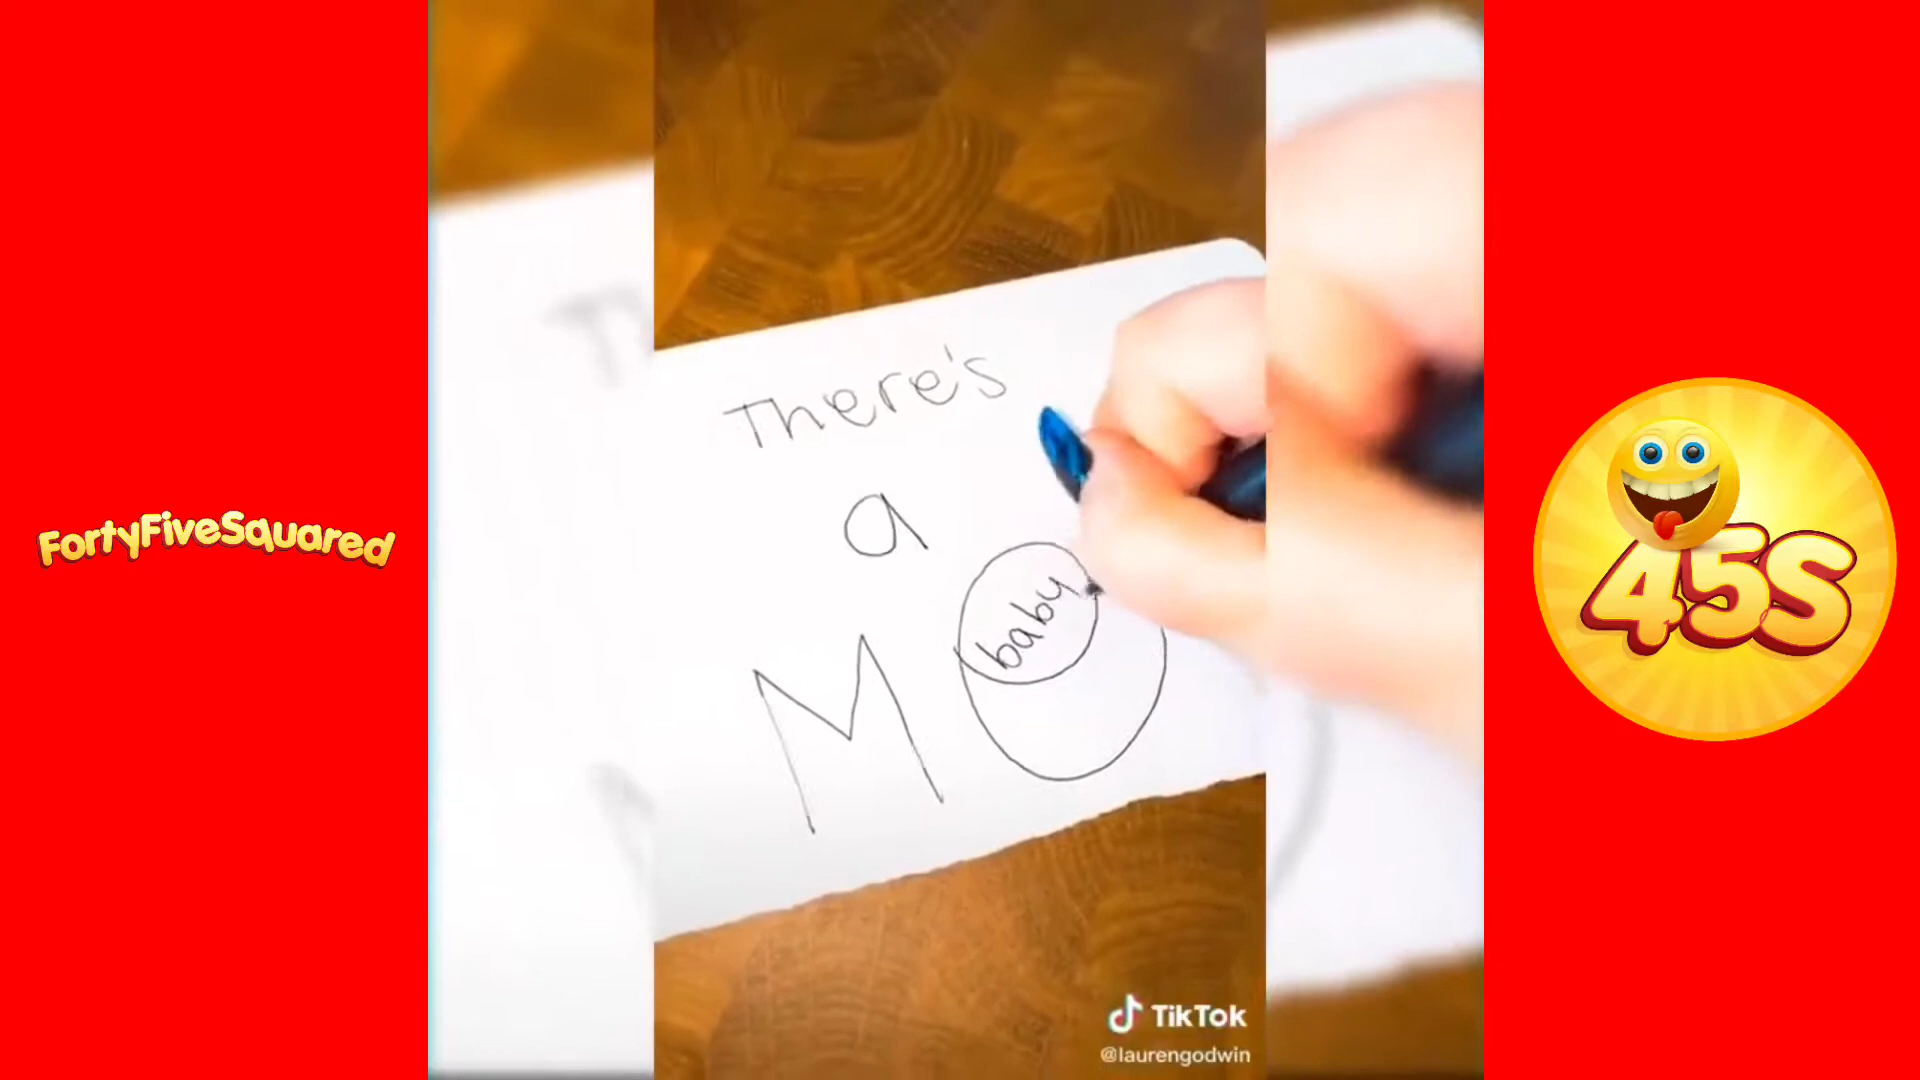 There's
a
baby
MO
FortyFiveSquared
45S
TikTok
@laurengodwin